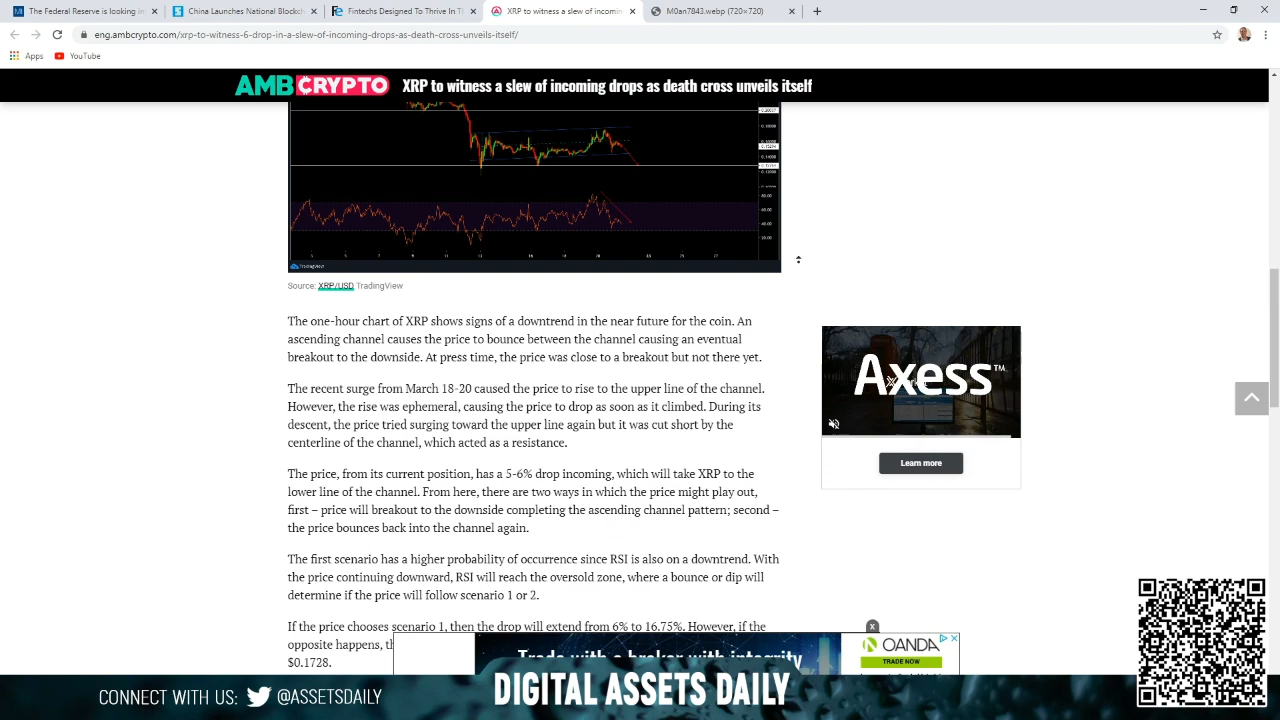 The Federal Reserve is looking in
China Launches National Blockch
Fintechs Designed To Thrive In T
XRP to witness a slew of incomin
M0an7843.webp (720×720)
eng.ambcrypto.com/xrp-to-witness-6-drop-in-a-slew-of-incoming-drops-as-death-cross-unveils-itself/
Apps YouTube
AMBCRYPTO XRP to witness a slew of incoming drops as death cross unveils itself
TradingView
Source: XRP/USD TradingView
The one-hour chart of XRP shows signs of a downtrend in the near future for the coin. An
ascending channel causes the price to bounce between the channel causing an eventual
breakout to the downside. At press time, the price was close to a breakout but not there yet.
The recent surge from March 18-20 caused the price to rise to the upper line of the channel.
However, the rise was ephemeral, causing the price to drop as soon as it climbed. During its
descent, the price tried surging toward the upper line again but it was cut short by the
centerline of the channel, which acted as a resistance.
The price, from its current position, has a 5-6% drop incoming, which will take XRP to the
lower line of the channel. From here, there are two ways in which the price might play out,
first – price will breakout to the downside completing the ascending channel pattern; second –
the price bounces back into the channel again.
The first scenario has a higher probability of occurrence since RSI is also on a downtrend. With
the price continuing downward, RSI will reach the oversold zone, where a bounce or dip will
determine if the price will follow scenario 1 or 2.
If the price chooses scenario 1, then the drop will extend from 6% to 16.75%. However, if the
opposite happens, th
$0.1728.
Axess™
Learn more
Trade with a broker with integrity
OANDA
TRADE NOW
CONNECT WITH US: @ASSETSDAILY
DIGITAL ASSETS DAILY